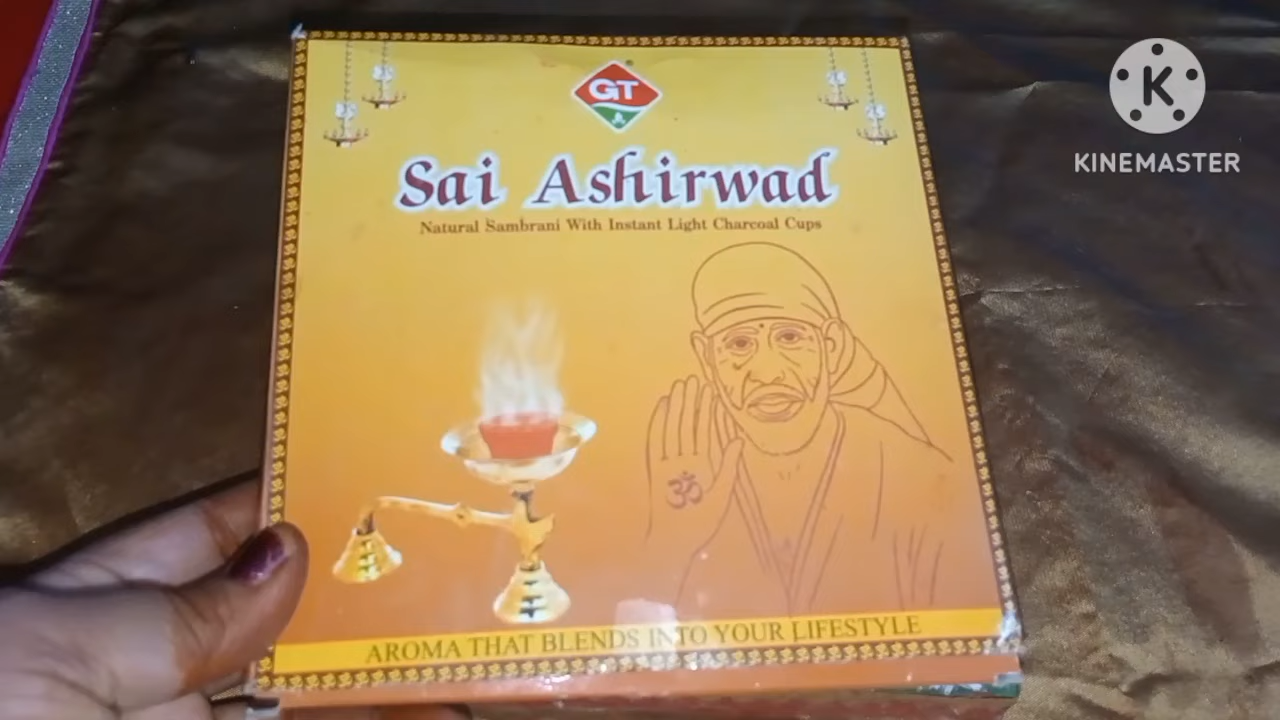 GT
Sai Ashirwad
Natural Sambrani With Instant Light Charcoal Cups
ॐ
AROMA THAT BLENDS INTO YOUR LIFESTYLE
K
KINEMASTER